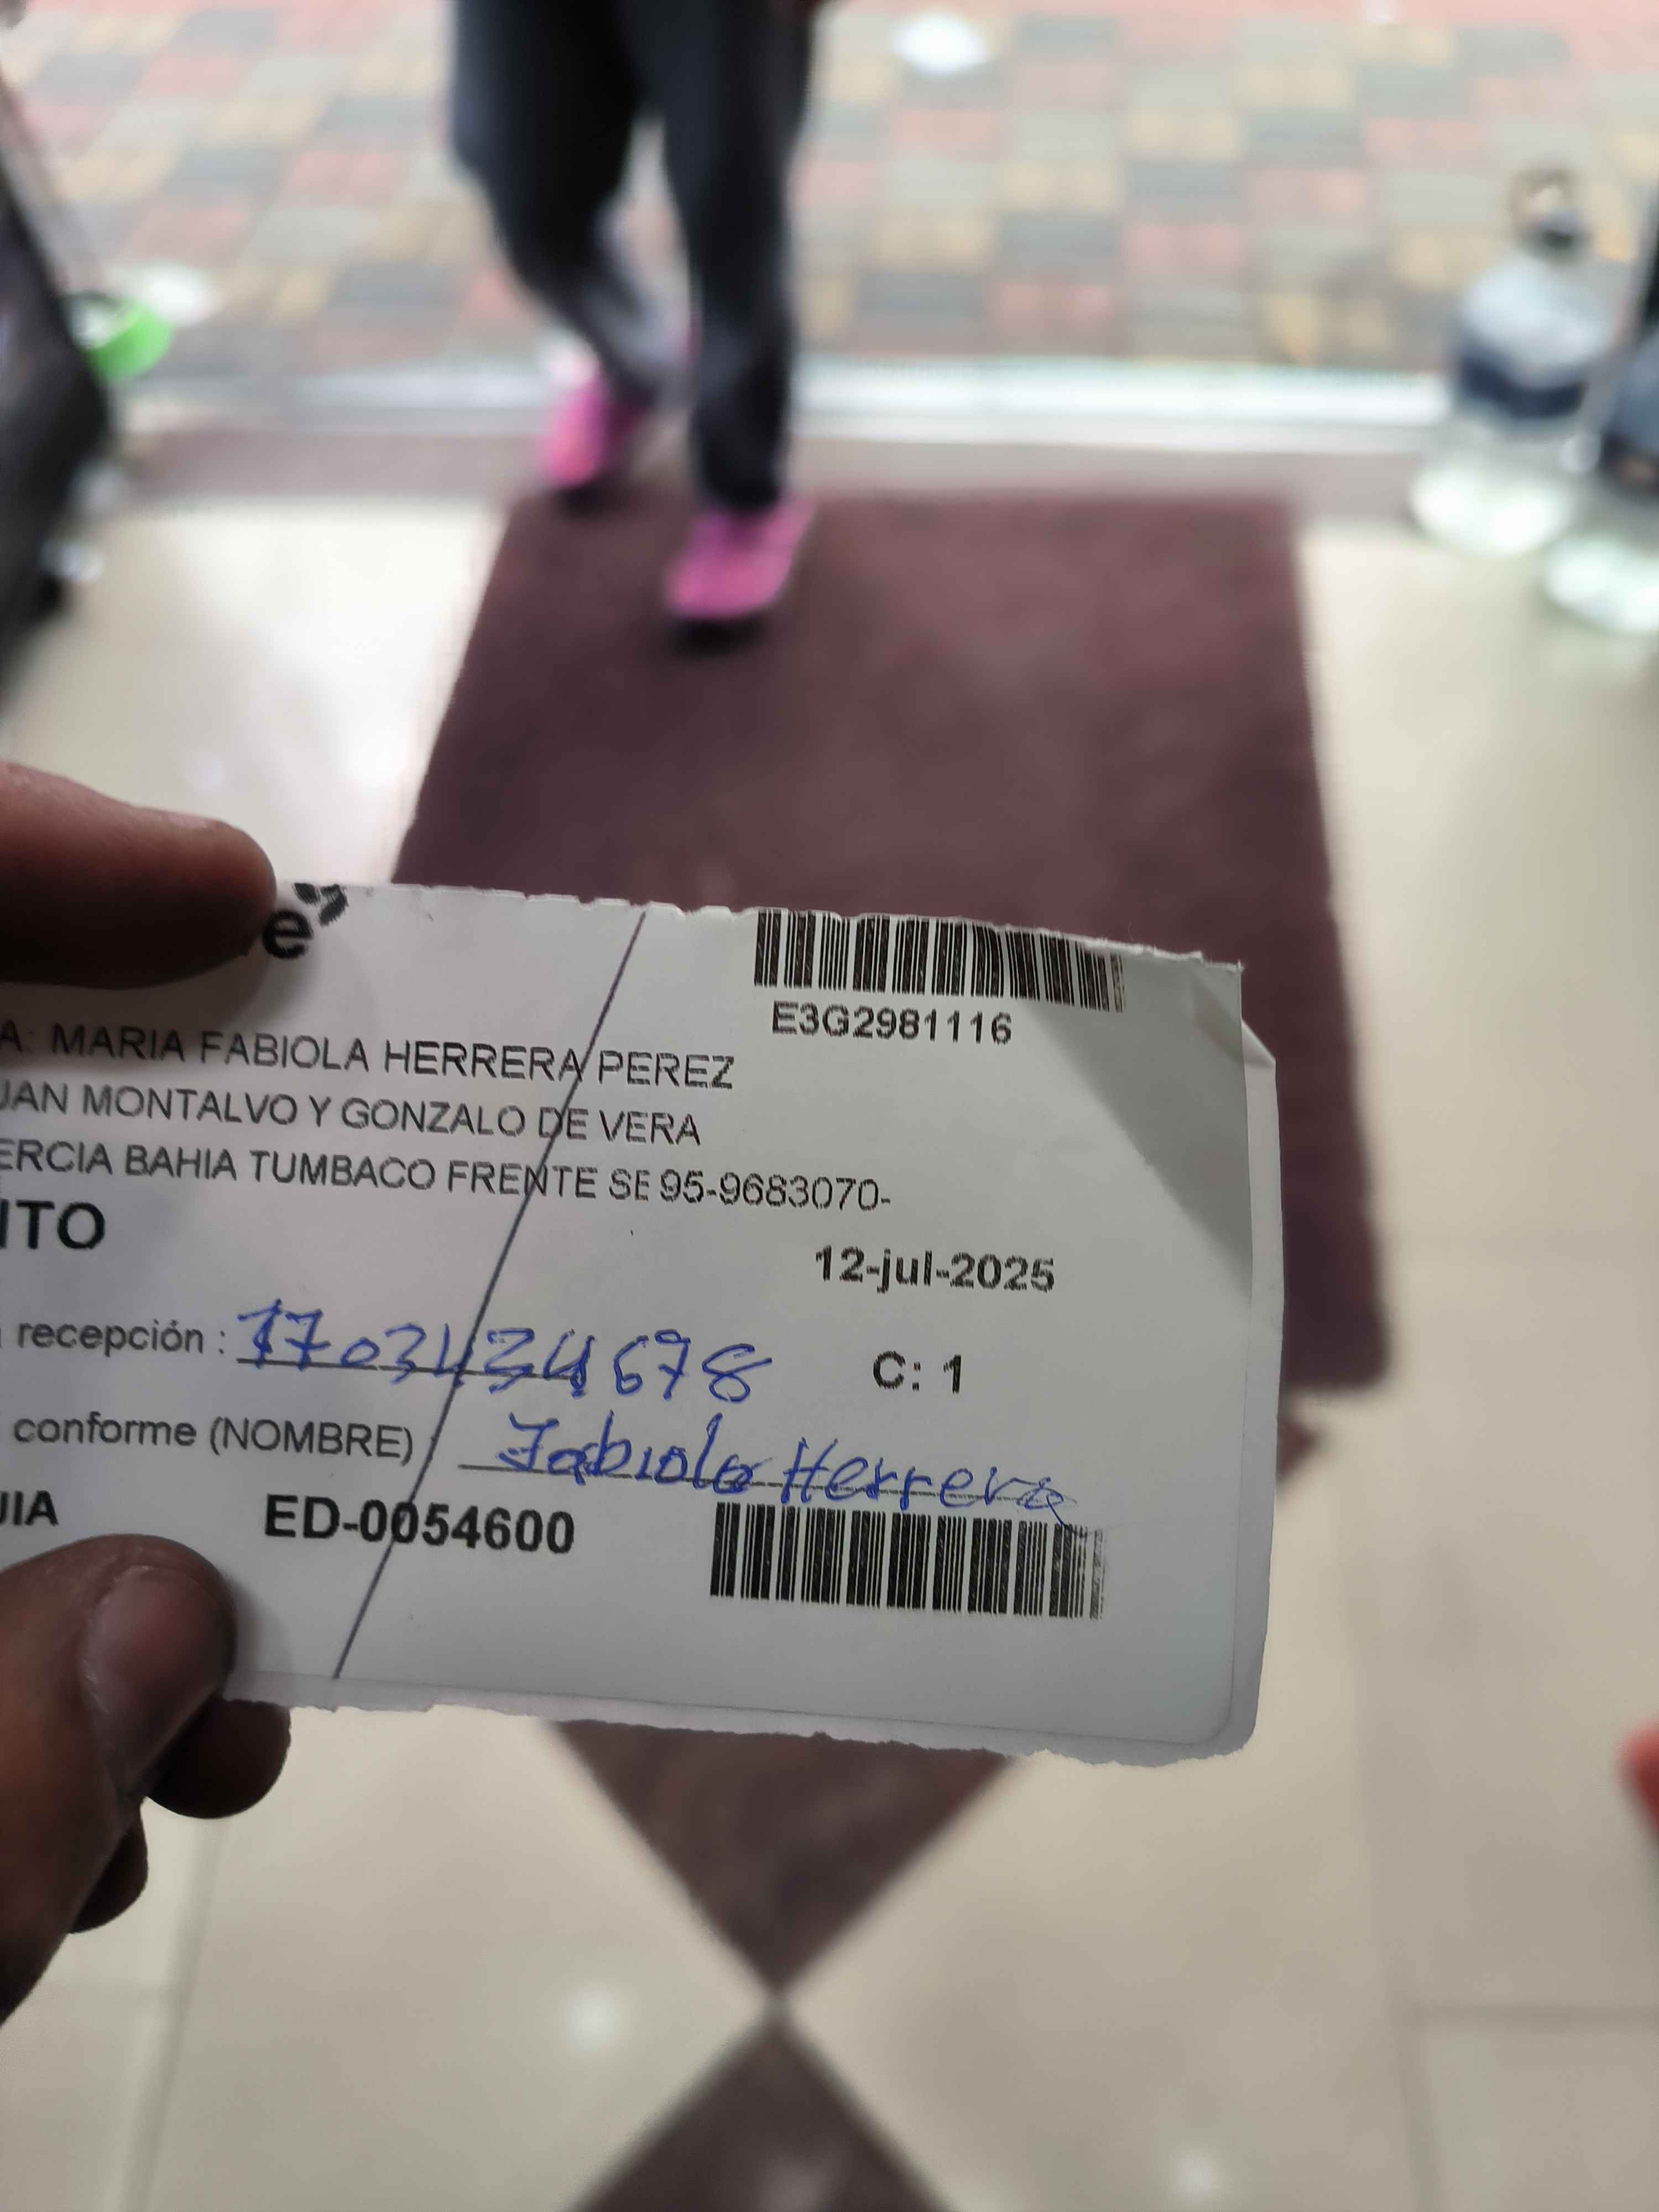 e
E3G2981116
A: MARIA FABIOLA HERRERA PEREZ
JAN MONTALVO Y GONZALO DE VERA
ERCIA BAHIA TUMBACO FRENTE SE 95-9683070-
ITO
12-jul-2025
recepción : 1703434678
C: 1
conforme (NOMBRE) Fabiola Herrera
JIA ED-0054600